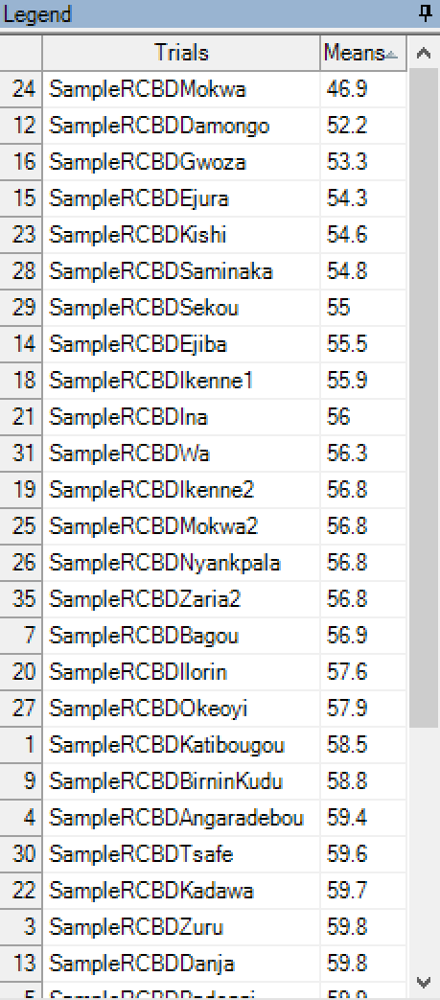 Legend
Trials Means
24 SampleRCBDMokwa 46.9
12 SampleRCBDDamongo 52.2
16 SampleRCBDGwoza 53.3
15 SampleRCBDEjura 54.3
23 SampleRCBDKishi 54.6
28 SampleRCBDSaminaka 54.8
29 SampleRCBDSekou 55
14 SampleRCBDEjiba 55.5
18 SampleRCBDIkenne1 55.9
21 SampleRCBDIna 56
31 SampleRCBDWa 56.3
19 SampleRCBDIkenne2 56.8
25 SampleRCBDMokwa2 56.8
26 SampleRCBDNyankpala 56.8
35 SampleRCBDZaria2 56.8
7 SampleRCBDBagou 56.9
20 SampleRCBDIlorin 57.6
27 SampleRCBDOkeoyi 57.9
1 SampleRCBDKatibougou 58.5
9 SampleRCBDBirninKudu 58.8
4 SampleRCBDAngaradebou 59.4
30 SampleRCBDTsafe 59.6
22 SampleRCBDKadawa 59.7
3 SampleRCBDZuru 59.8
13 SampleRCBDDanja 59.8